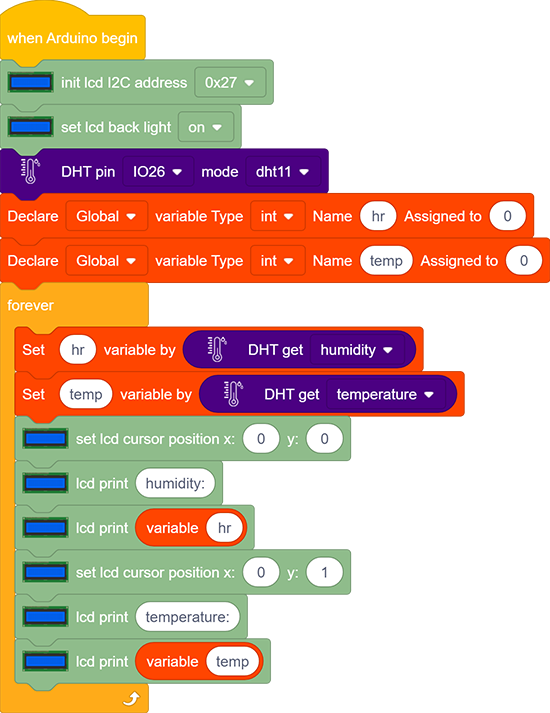 when Arduino begin
init lcd I2C address 0x27
set lcd back light on
DHT pin IO26 mode dht11
Declare Global variable Type int Name hr Assigned to 0
Declare Global variable Type int Name temp Assigned to 0
forever
Set hr variable by DHT get humidity
Set temp variable by DHT get temperature
set lcd cursor position x: 0 y: 0
lcd print humidity:
lcd print variable hr
set lcd cursor position x: 0 y: 1
lcd print temperature:
lcd print variable temp